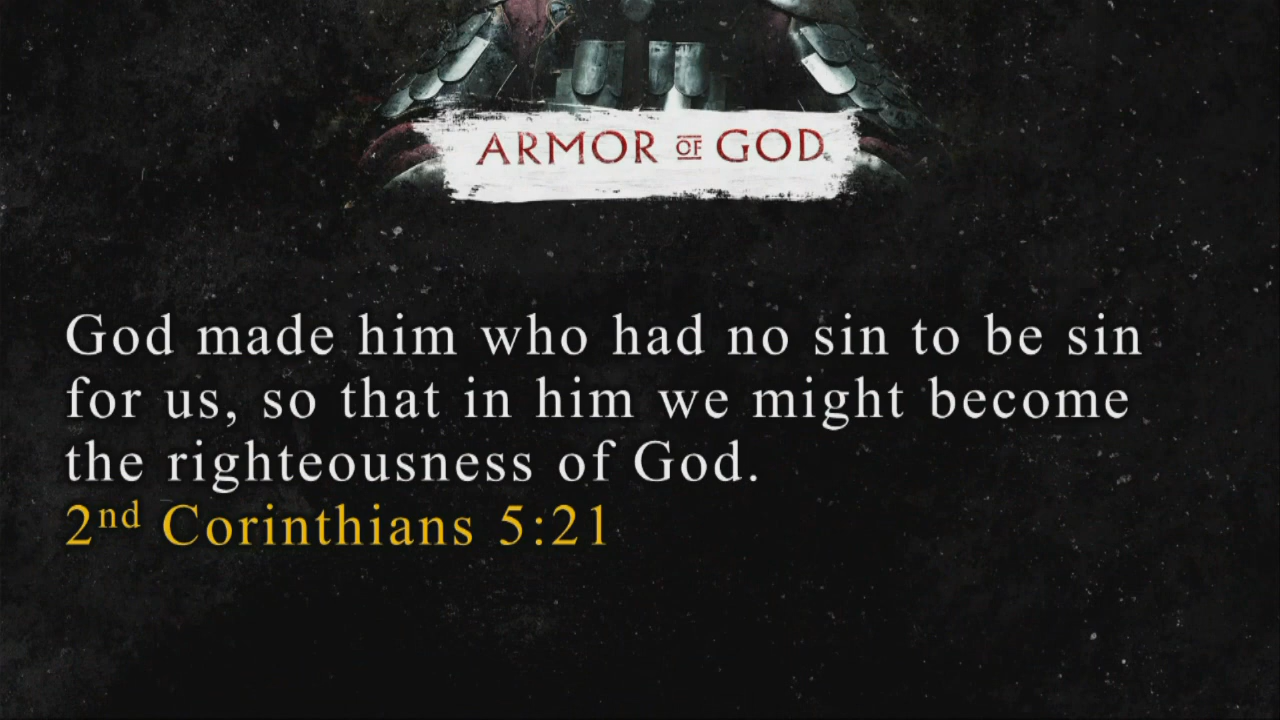 ARMOR OF GOD
God made him who had no sin to be sin
for us, so that in him we might become
the righteousness of God.
2nd Corinthians 5:21